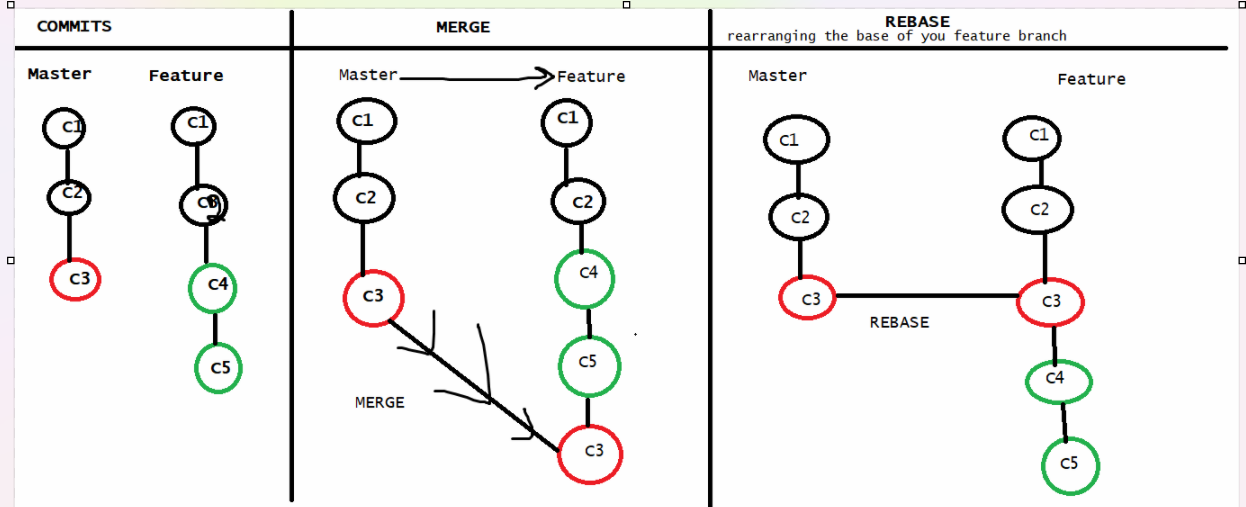 COMMITS
Master
Feature
C1
C2
C3
C1
C4
C5
MERGE
Master
Feature
C1
C2
C3
C1
C2
C4
C5
C3
MERGE
REBASE
rearranging the base of you feature branch
Master
Feature
C1
C2
C3
C1
C2
C3
C4
C5
REBASE